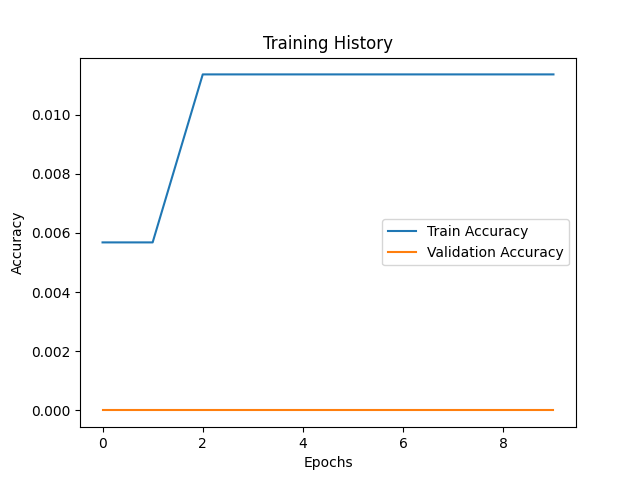 Training History
0.010
0.008
0.006
0.004
0.002
0.000
Accuracy
Train Accuracy
Validation Accuracy
0 2 4 6 8
Epochs